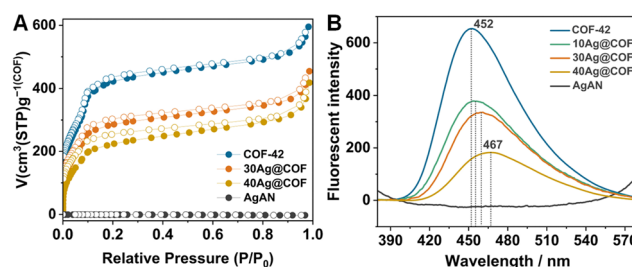 A
V(cm³(STP)g⁻¹(COF)
600
400
200
0
COF-42
30Ag@COF
40Ag@COF
AgAN
0.0 0.2 0.4 0.6 0.8 1.0
Relative Pressure (P/P₀)
B
Fluorescent intensity
600
400
200
0
452
467
COF-42
10Ag@COF
30Ag@COF
40Ag@COF
AgAN
390 420 450 480 510 540 570
Wavelength / nm